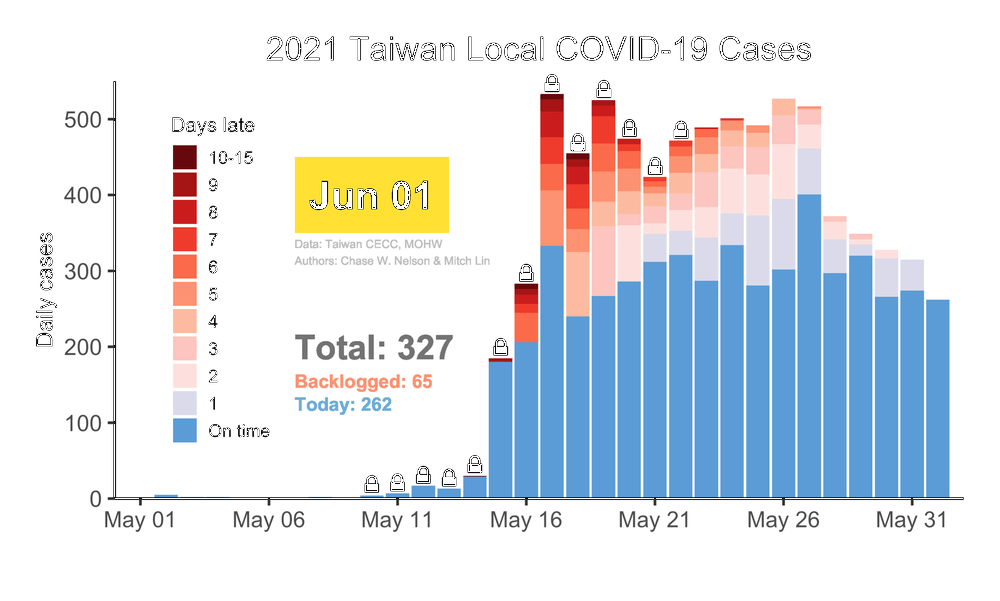 2021 Taiwan Local COVID-19 Cases
Daily cases
500
400
300
200
100
0
Days late
10-15
9
8
7
6
5
4
3
2
1
On time
Jun 01
Data: Taiwan CECC, MOHW
Authors: Chase W. Nelson & Mitch Lin
Total: 327
Backlogged: 65
Today: 262
May 01 May 06 May 11 May 16 May 21 May 26 May 31